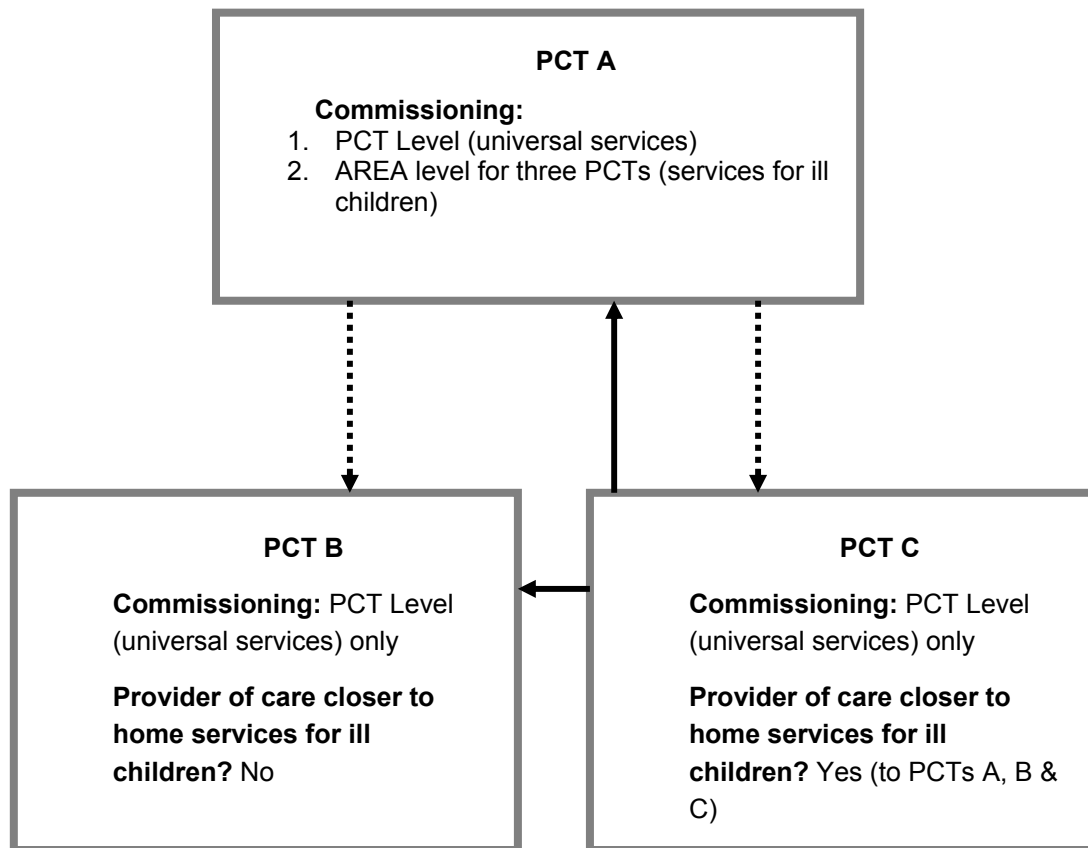 PCT A
Commissioning:
1. PCT Level (universal services)
2. AREA level for three PCTs (services for ill
children)
PCT B
Commissioning: PCT Level
(universal services) only
Provider of care closer to
home services for ill
children? No
PCT C
Commissioning: PCT Level
(universal services) only
Provider of care closer to
home services for ill
children? Yes (to PCTs A, B &
C)